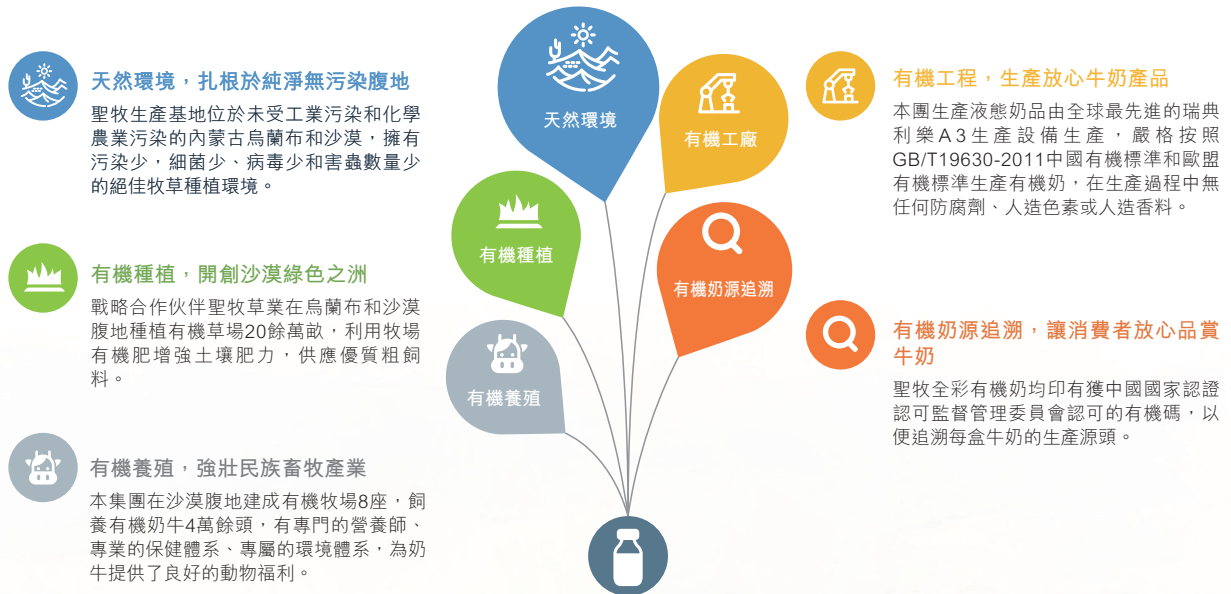 天然環境，扎根於純淨無污染腹地
聖牧生產基地位於未受工業污染和化學
農業污染的內蒙古烏蘭布和沙漠，擁有
污染少，細菌少、病毒少和害蟲數量少
的絕佳牧草種植環境。
有機種植，開創沙漠綠色之洲
戰略合作伙伴聖牧草業在烏蘭布和沙漠
腹地種植有機草場20餘萬畝，利用牧場
有機肥增強土壤肥力，供應優質粗飼
料。
有機養殖，強壯民族畜牧產業
本集團在沙漠腹地建成有機牧場8座，飼
養有機奶牛4萬餘頭，有專門的營養師、
專業的保健體系、專屬的環境體系，為奶
牛提供了良好的動物福利。
天然環境
有機工廠
有機種植
有機奶源追溯
有機養殖
有機工程，生產放心牛奶產品
本團生產液態奶品由全球最先進的瑞典
利樂A3生產設備生產，嚴格按照
GB/T19630-2011中國有機標準和歐盟
有機標準生產有機奶，在生產過程中無
任何防腐劑、人造色素或人造香料。
有機奶源追溯，讓消費者放心品賞
牛奶
聖牧全彩有機奶均印有獲中國國家認證
認可監督管理委員會認可的有機碼，以
便追溯每盒牛奶的生產源頭。